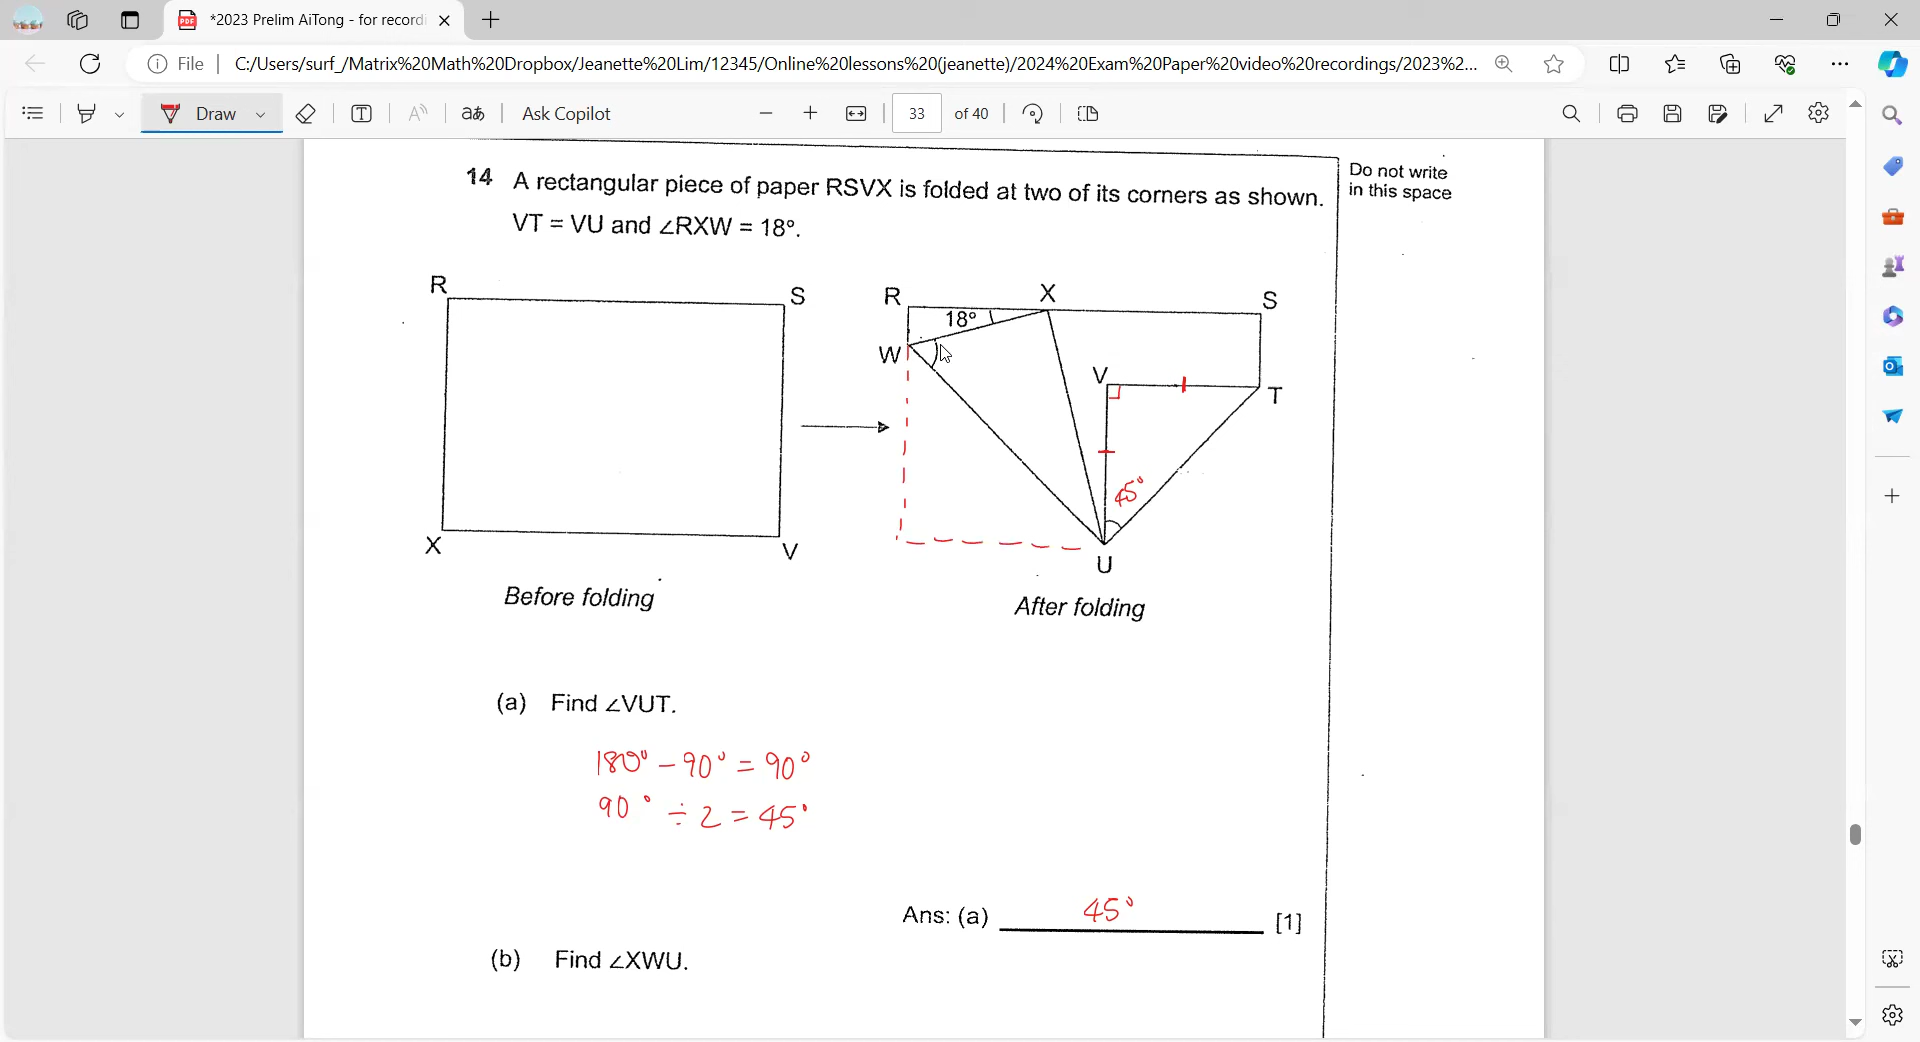 *2023 Prelim AiTong - for recordi
File
C:/Users/surf_/Matrix%20Math%20Dropbox/Jeanette%20Lim/12345/Online%20lessons%20(jeanette)/2024%20Exam%20Paper%20video%20recordings/2023%2...
Draw
aあ
Ask Copilot
33 of 40
14 A rectangular piece of paper RSVX is folded at two of its corners as shown.
VT = VU and ∠RXW = 18°.
Do not write
in this space
R
S
X
V
Before folding
R
X
S
18°
W
V
T
45°
U
After folding
(a) Find ∠VUT.
180° - 90° = 90°
90° ÷ 2 = 45°
Ans: (a) 45° [1]
(b) Find ∠XWU.